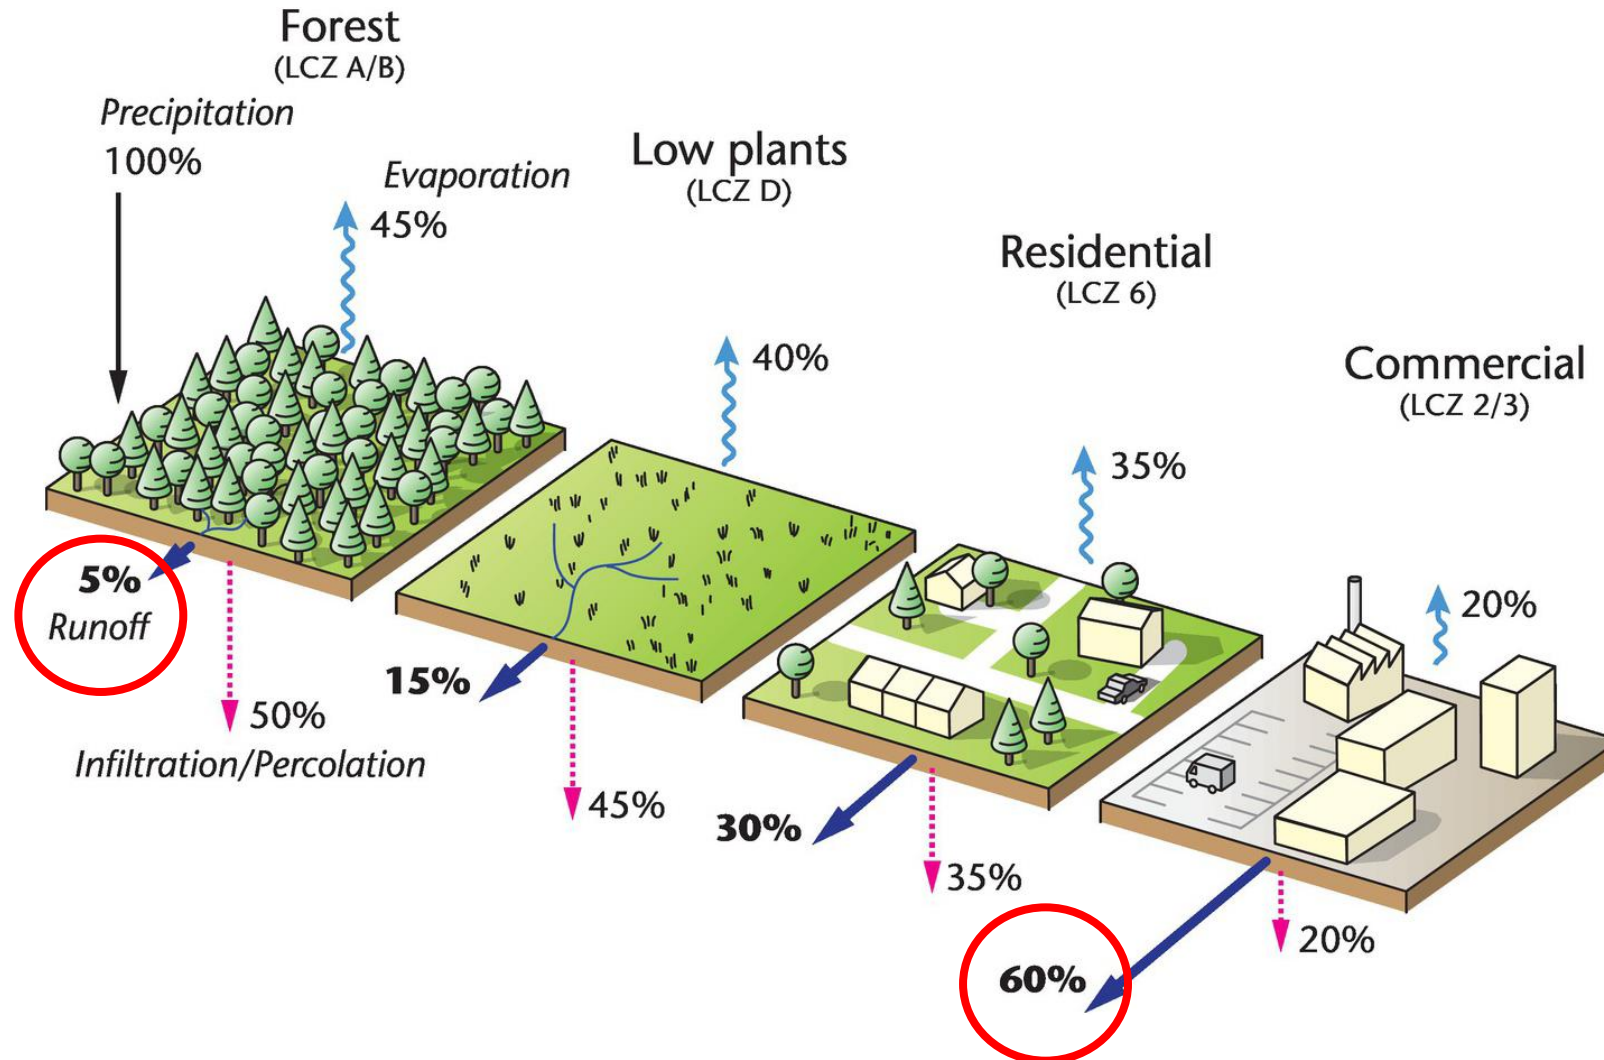 Forest
(LCZ A/B)
Precipitation
100%
Evaporation
45%
5%
Runoff
50%
Infiltration/Percolation
Low plants
(LCZ D)
40%
15%
45%
Residential
(LCZ 6)
35%
30%
35%
Commercial
(LCZ 2/3)
20%
60%
20%